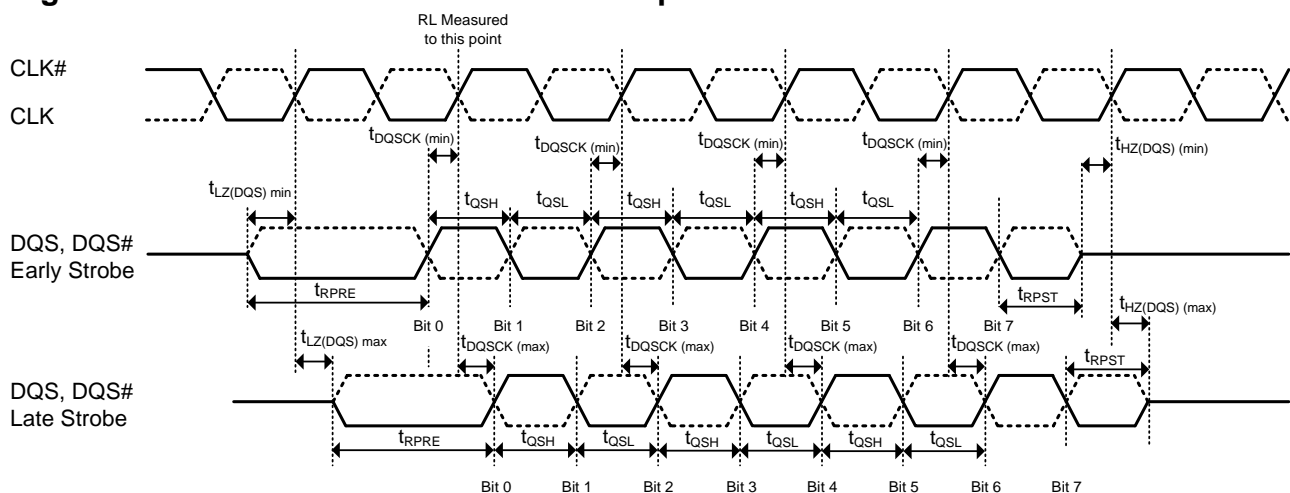 RL Measured
to this point
CLK#
CLK
tDQSCK (min) tDQSCK (min) tDQSCK (min) tDQSCK (min) tHZ(DQS) (min)
tLZ(DQS) min
tQSH tQSL tQSH tQSL tQSH tQSL
DQS, DQS#
Early Strobe
tRPRE tRPST
tHZ(DQS) (max)
Bit 0 Bit 1 Bit 2 Bit 3 Bit 4 Bit 5 Bit 6 Bit 7
tLZ(DQS) max tDQSCK (max) tDQSCK (max) tDQSCK (max) tDQSCK (max)
tRPST
DQS, DQS#
Late Strobe
tRPRE tQSH tQSL tQSH tQSL tQSH tQSL
Bit 0 Bit 1 Bit 2 Bit 3 Bit 4 Bit 5 Bit 6 Bit 7